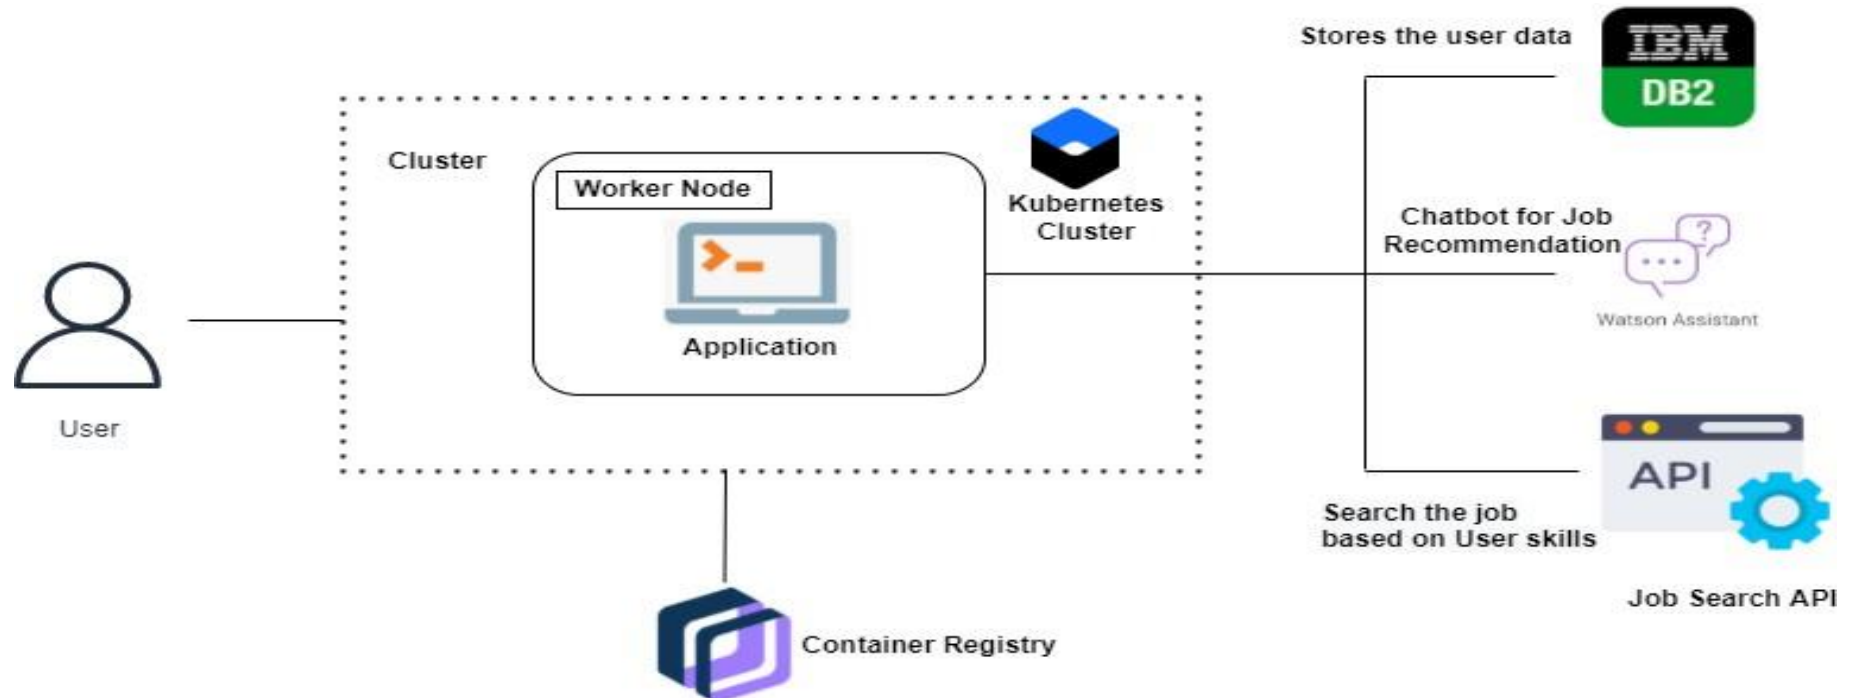 Stores the user data
IBM
DB2
Cluster
Worker Node
Kubernetes
Cluster
Chatbot for Job
Recommendation
?
Watson Assistant
Application
User
API
Search the job
based on User skills
Job Search API
Container Registry